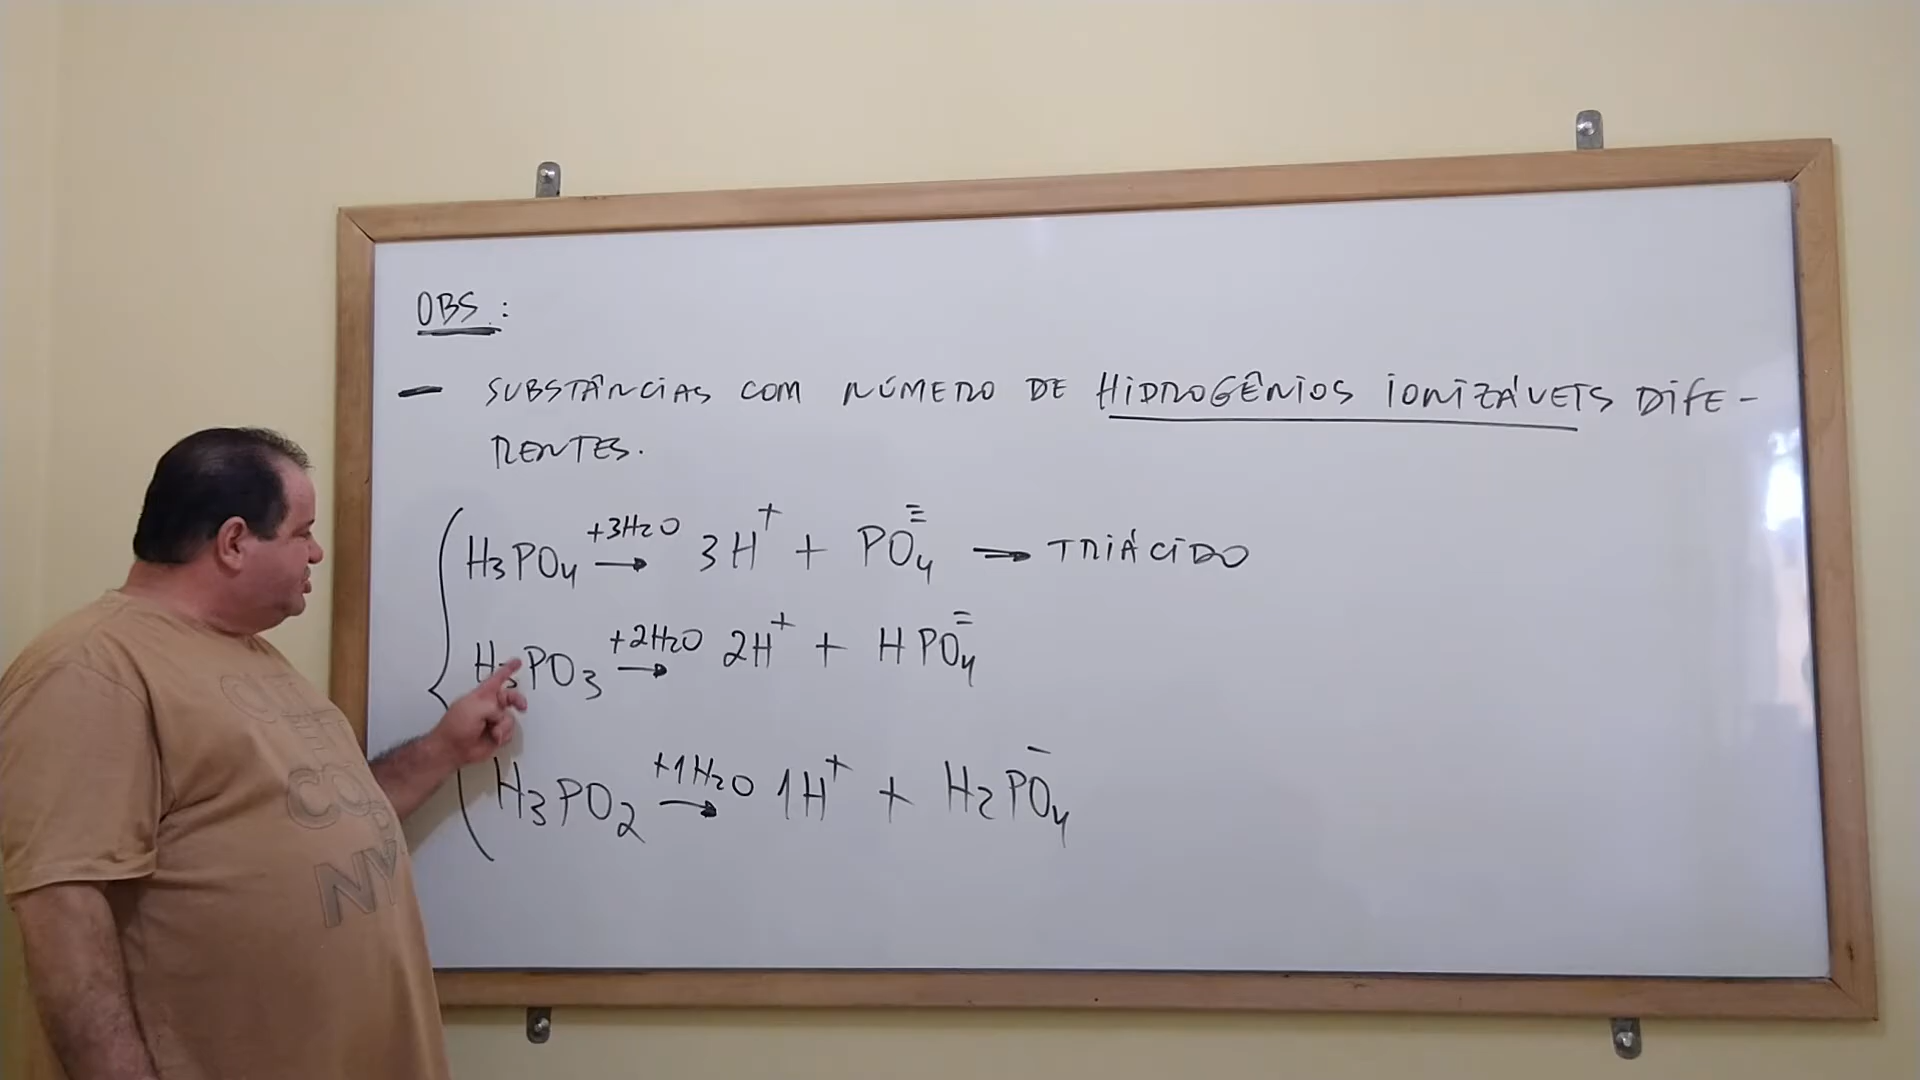 OBS.:
— SUBSTÂNCIAS COM NÚMERO DE HIDROGÊNIOS IONIZÁVEIS DIFE-
RENTES.
H₃PO₄ +3H₂O → 3H⁺ + PO₄≡ → TRIÁCIDO
H₃PO₃ +2H₂O → 2H⁺ + HPO₄=
H₃PO₂ +1H₂O → 1H⁺ + H₂PO₄⁻
NY